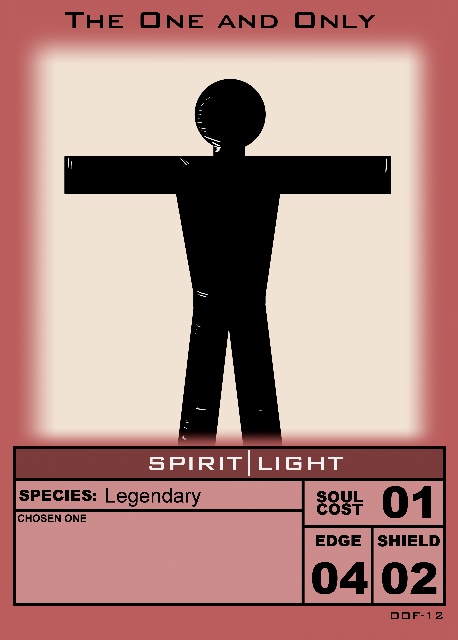 The One and Only
SPIRIT|LIGHT
SPECIES: Legendary
CHOSEN ONE
SOUL COST 01
EDGE SHIELD
04 02
DOF-12